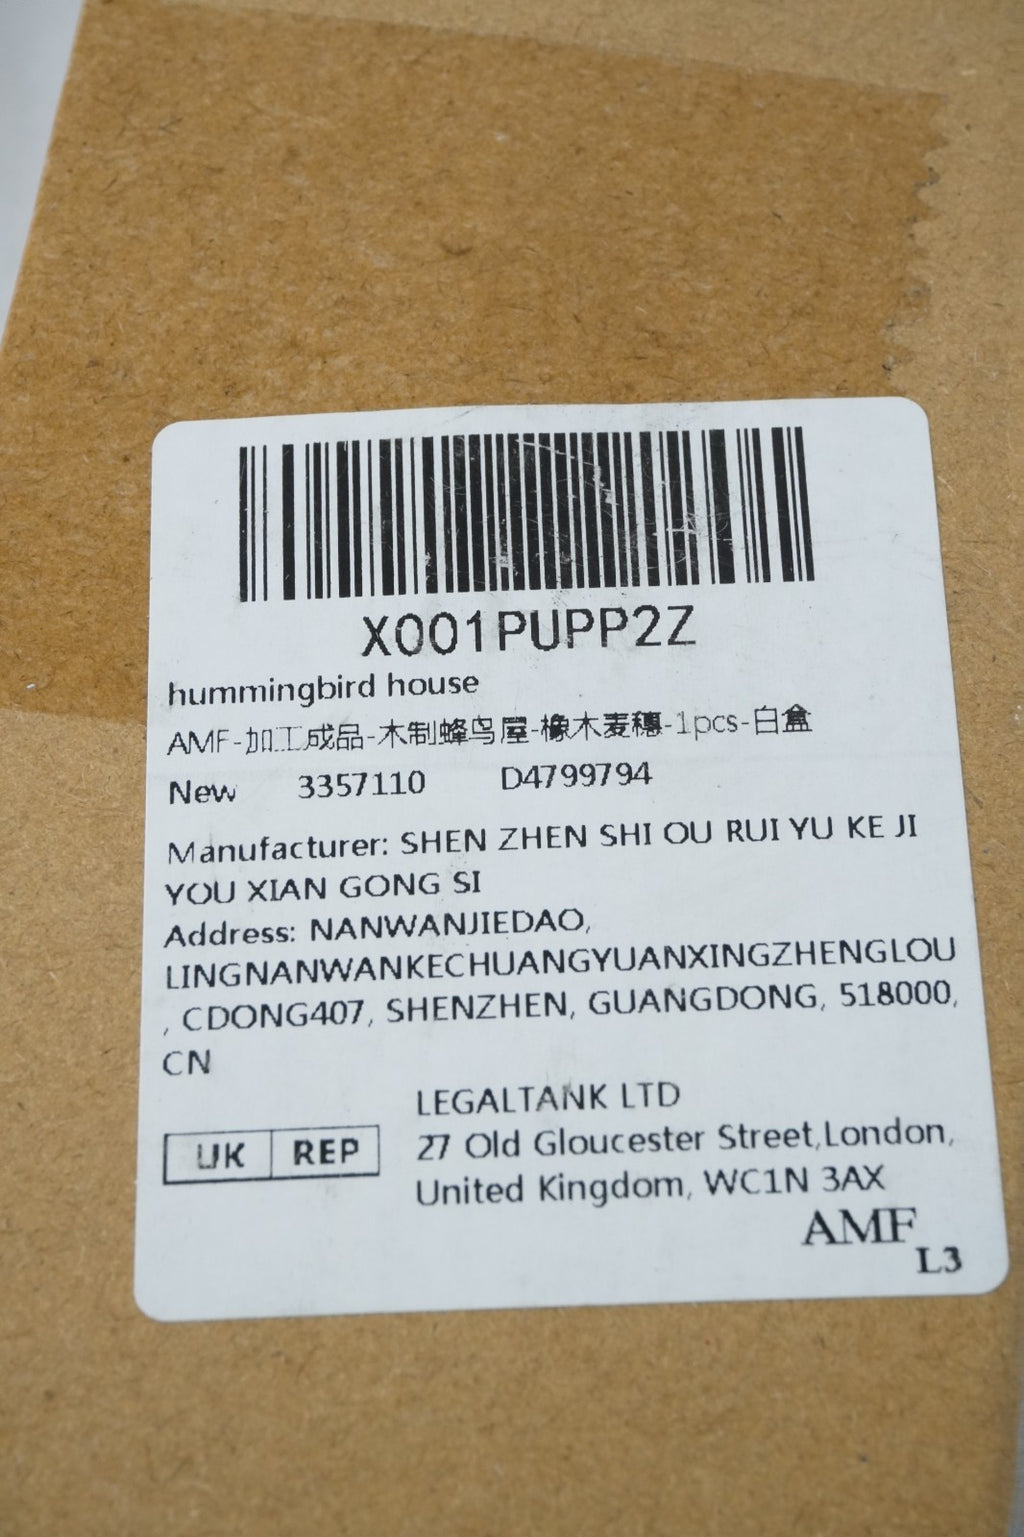 X001PUPP2Z
hummingbird house
AMF-加工成品-木制蜂鸟屋-橡木麦穗-1pcs-白盒
New 3357110 D4799794
Manufacturer: SHEN ZHEN SHI OU RUI YU KE JI
YOU XIAN GONG SI
Address: NANWANJIEDAO,
LINGNANWANKECHUANGYUANXINGZHENGLOU
, CDONG407, SHENZHEN, GUANGDONG, 518000,
CN
LEGALTANK LTD
UK REP
27 Old Gloucester Street,London,
United Kingdom, WC1N 3AX
AMF
L3